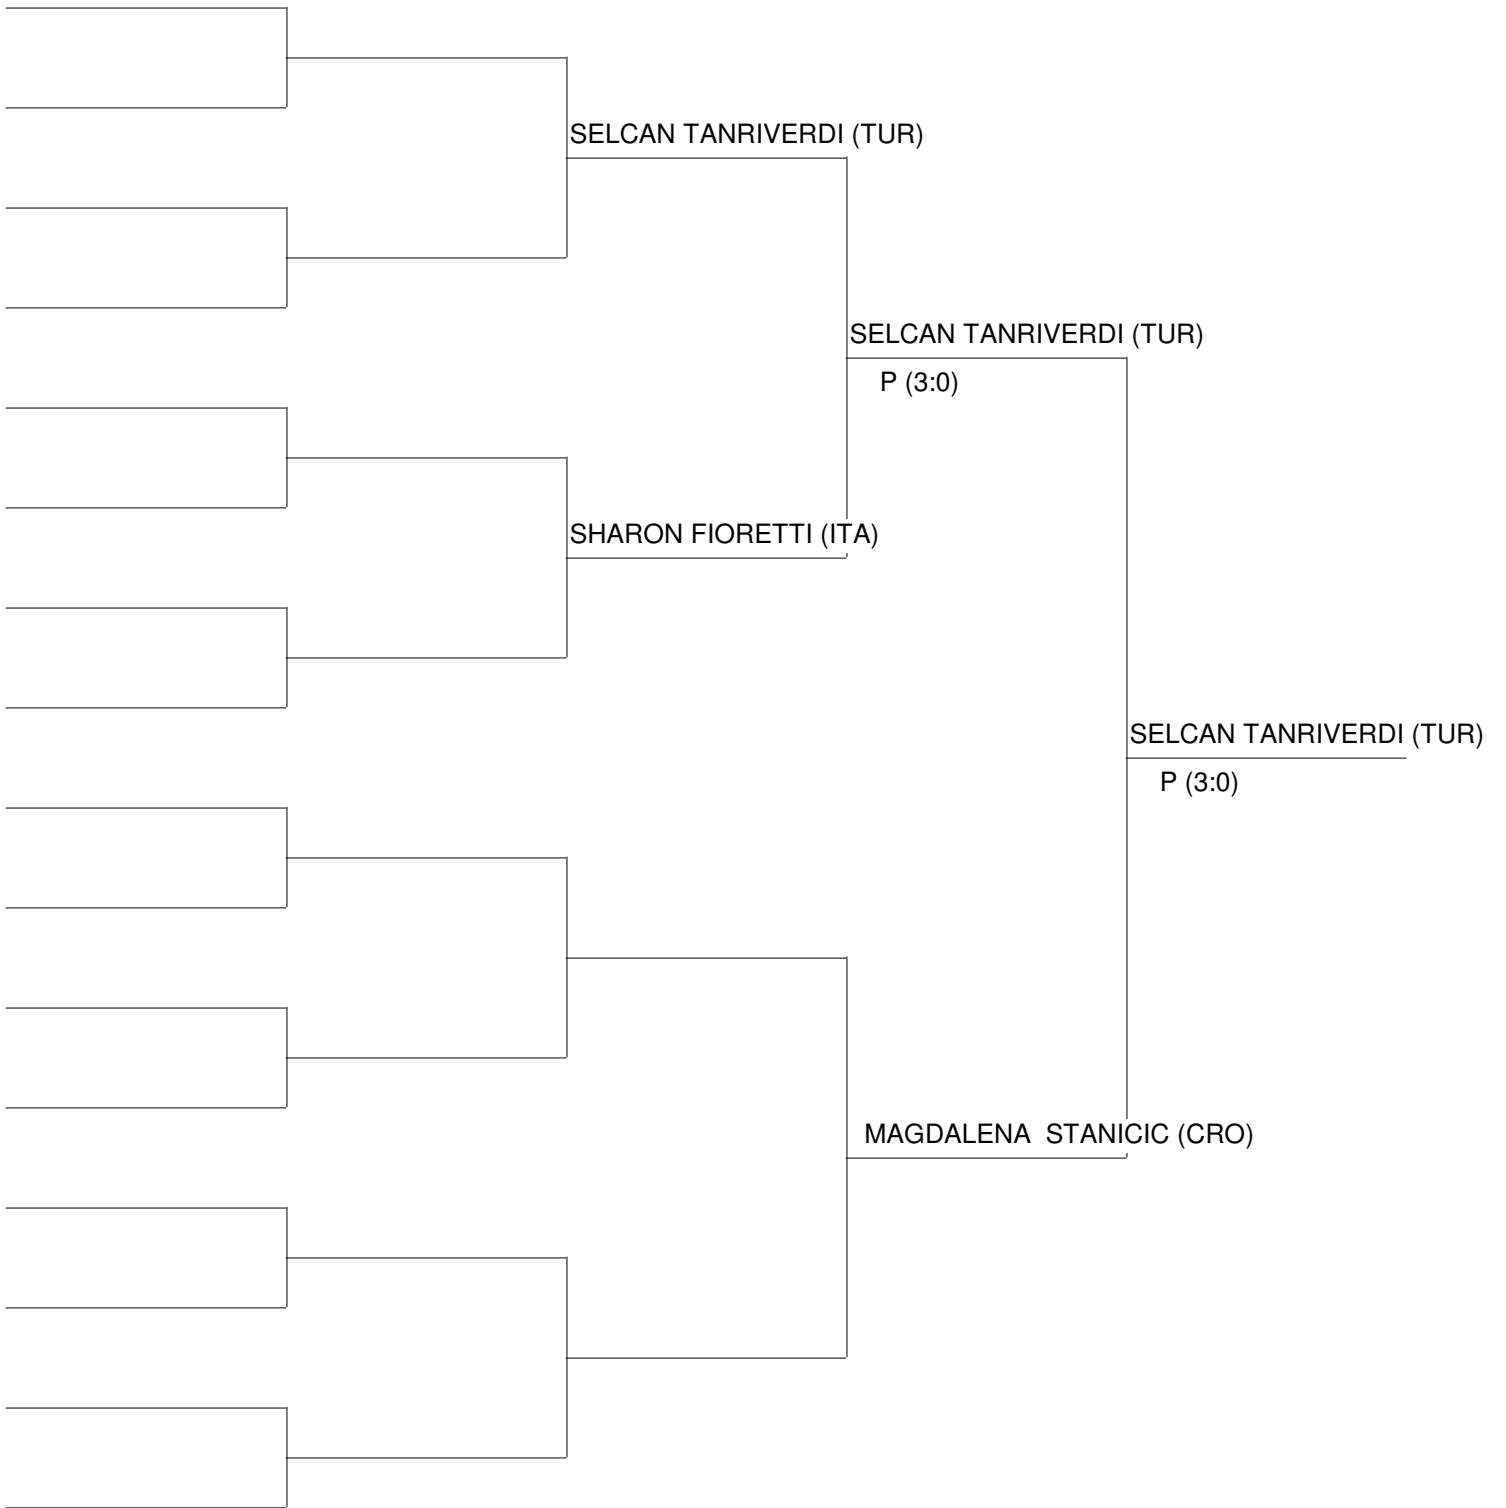 SELCAN TANRIVERDI (TUR)
SELCAN TANRIVERDI (TUR)
P (3:0)
SHARON FIORETTI (ITA)
SELCAN TANRIVERDI (TUR)
P (3:0)
MAGDALENA  STANICIC (CRO)